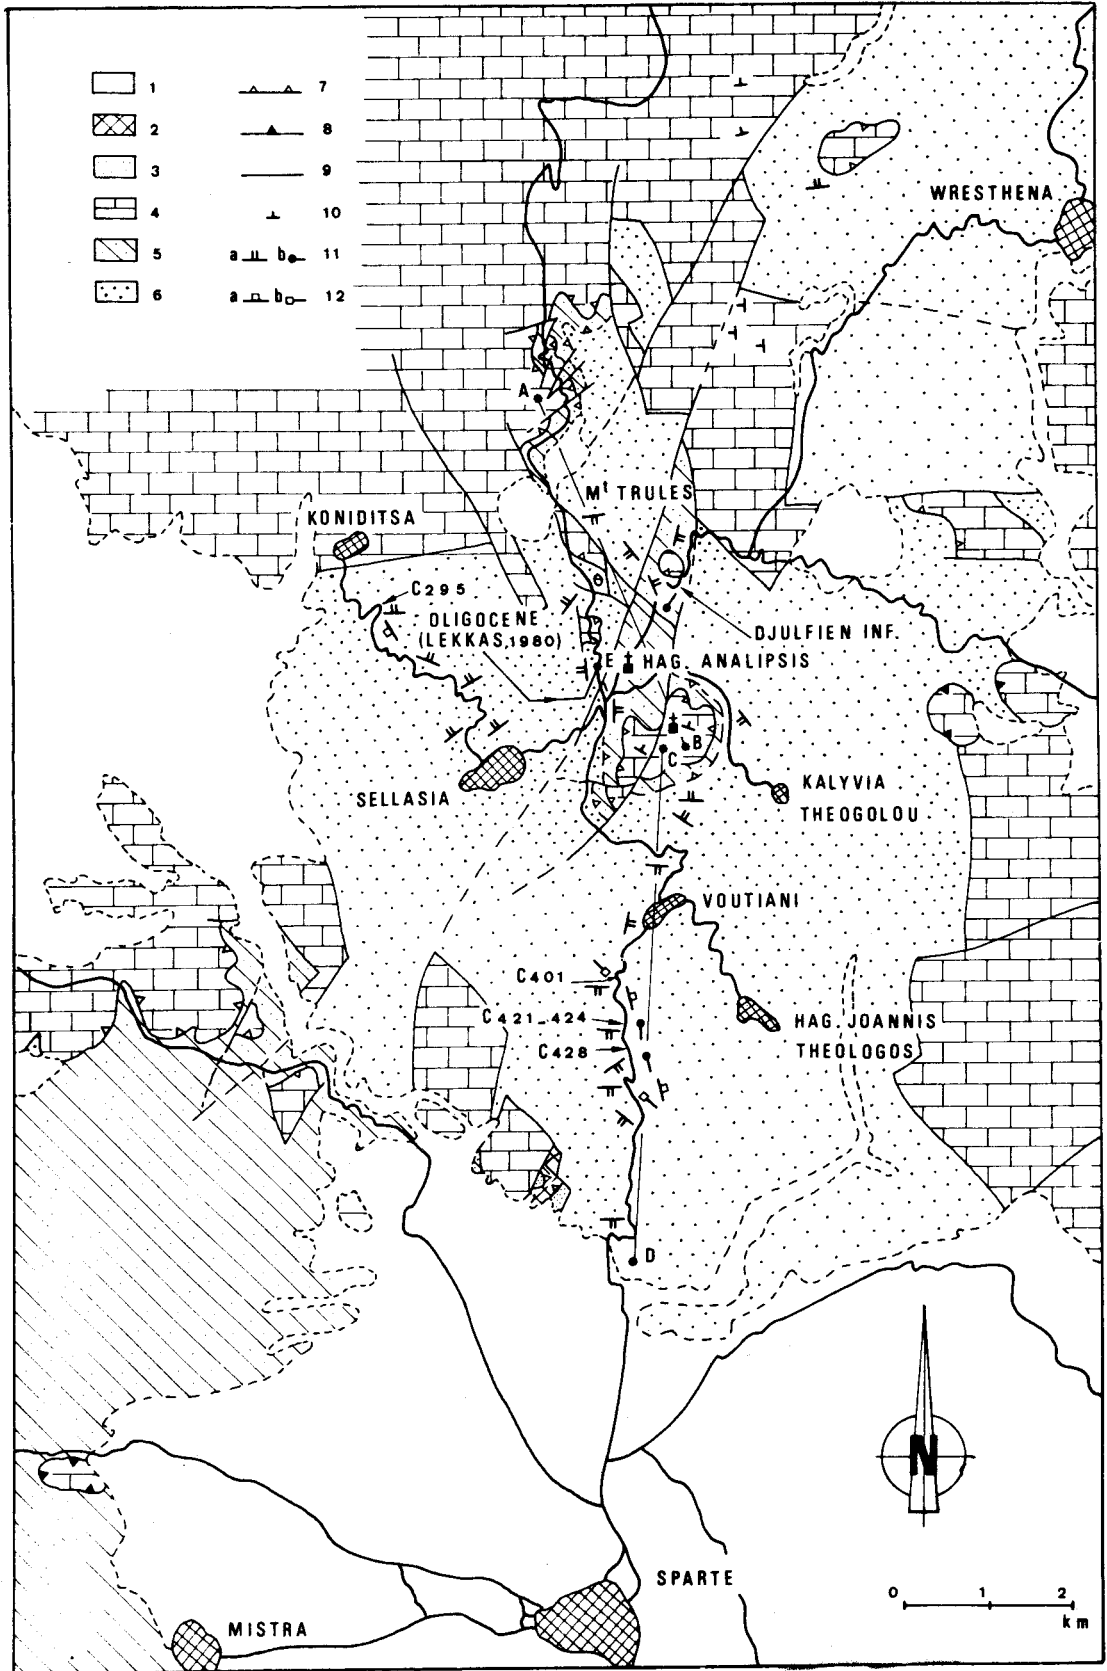 1
2
3
4
5
6
7
8
9
10
a b 11
a b 12
WRESTHENA
A
Mt TRULES
KONIDITSA
C295
OLIGOCENE
(LEKKAS,1980)
DJULFIEN INF.
E HAG. ANALIPSIS
B
C
KALYVIA
THEOGOLOU
SELLASIA
VOUTIANI
C401
C421_424
C428
HAG. JOANNIS
THEOLOGOS
D
N
SPARTE
MISTRA
0 1 2
km